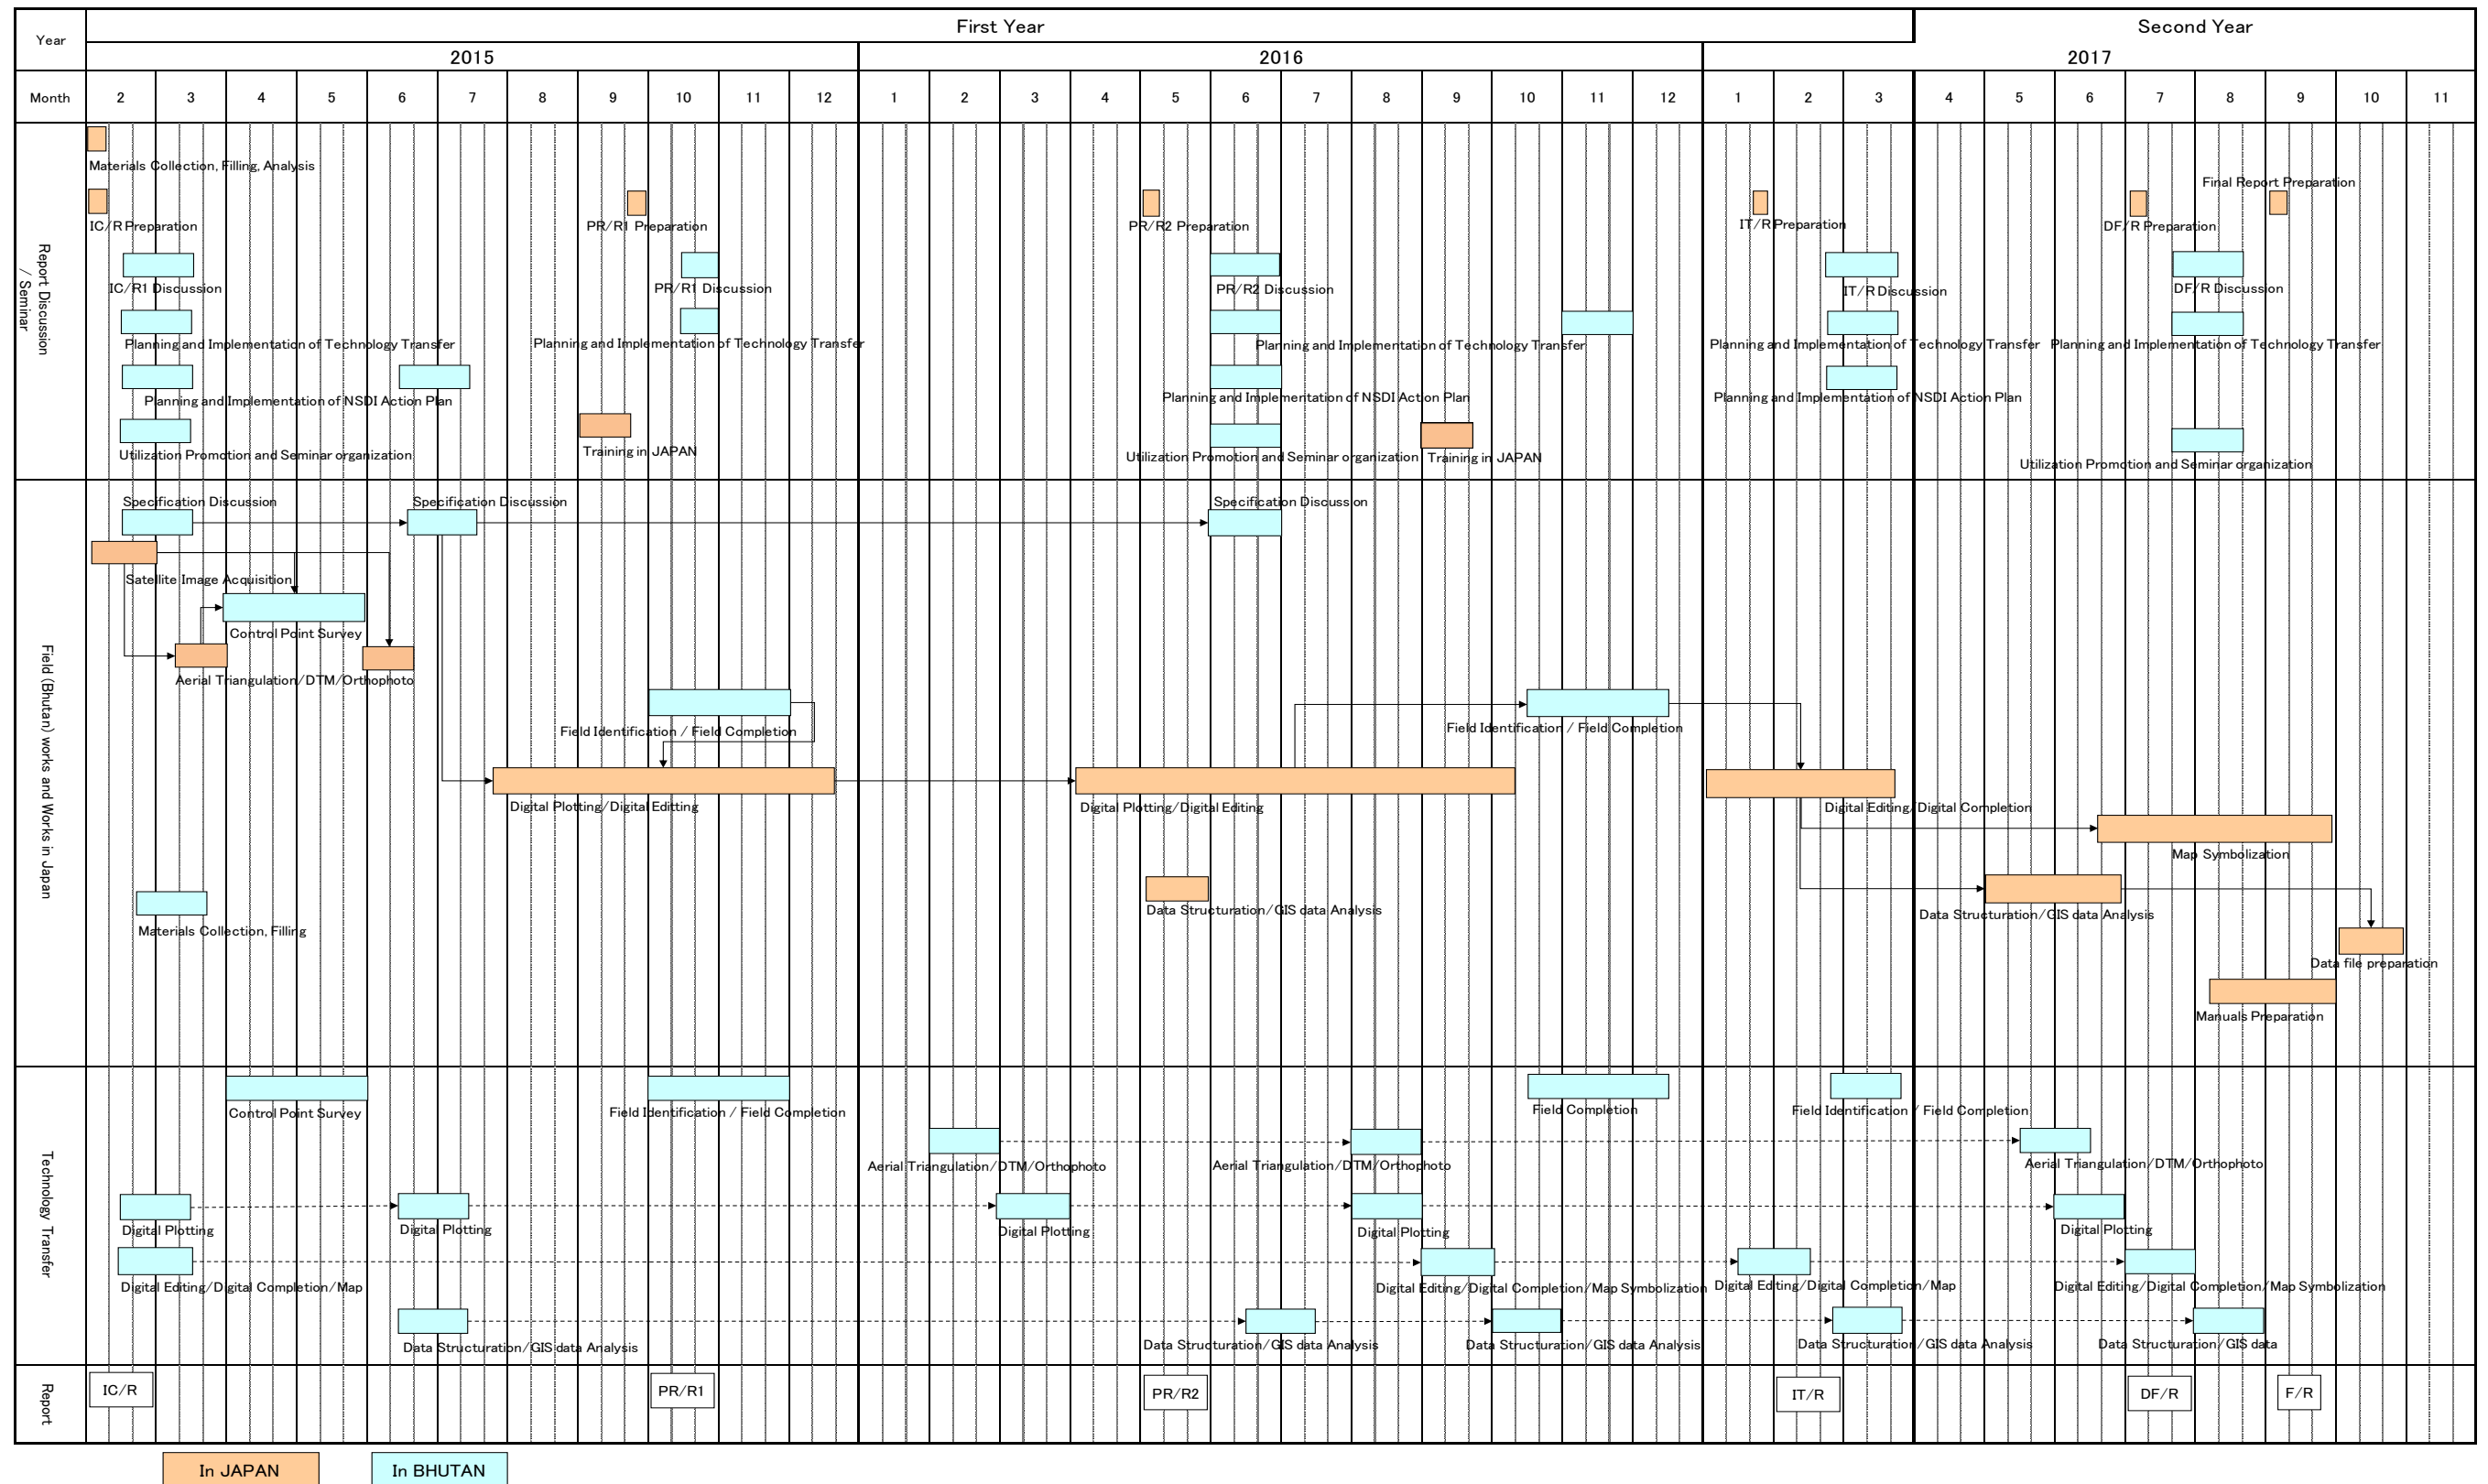 Year
First Year
Second Year
2015
2016
2017
Month
2 3 4 5 6 7 8 9 10 11 12 1 2 3 4 5 6 7 8 9 10 11 12 1 2 3 4 5 6 7 8 9 10 11
Report Discussion
/ Seminar
Materials Collection, Filling, Analysis
Final Report Preparation
IC/R Preparation
PR/R1 Preparation
PR/R2 Preparation
IT/R Preparation
DF/R Preparation
IC/R1 Discussion
PR/R1 Discussion
PR/R2 Discussion
IT/R Discussion
DF/R Discussion
Planning and Implementation of Technology Transfer
Planning and Implementation of Technology Transfer
Planning and Implementation of Technology Transfer
Planning and Implementation of Technology Transfer
Planning and Implementation of Technology Transfer
Planning and Implementation of NSDI Action Plan
Planning and Implementation of NSDI Action Plan
Planning and Implementation of NSDI Action Plan
Utilization Promotion and Seminar organization
Training in JAPAN
Utilization Promotion and Seminar organization
Training in JAPAN
Utilization Promotion and Seminar organization
Field (Bhutan) works and Works in Japan
Specification Discussion
Specification Discussion
Specification Discussion
Satellite Image Acquisition
Control Point Survey
Aerial Triangulation/DTM/Orthophoto
Field Identification / Field Completion
Field Identification / Field Completion
Digital Plotting/Digital Editting
Digital Plotting/Digital Editing
Digital Editing/Digital Completion
Map Symbolization
Data Structuration/GIS data Analysis
Data Structuration/GIS data Analysis
Materials Collection, Filling
Data file preparation
Manuals Preparation
Technology Transfer
Control Point Survey
Field Identification / Field Completion
Field Completion
Field Identification / Field Completion
Aerial Triangulation/DTM/Orthophoto
Aerial Triangulation/DTM/Orthophoto
Aerial Triangulation/DTM/Orthophoto
Digital Plotting
Digital Plotting
Digital Plotting
Digital Plotting
Digital Plotting
Digital Editing/Digital Completion/Map
Digital Editing/Digital Completion/Map Symbolization
Digital Editing/Digital Completion/Map
Digital Editing/Digital Completion/Map Symbolization
Data Structuration/GIS data Analysis
Data Structuration/GIS data Analysis
Data Structuration/GIS data Analysis
Data Structuration/GIS data Analysis
Data Structuration/GIS data
Report
IC/R
PR/R1
PR/R2
IT/R
DF/R
F/R
In JAPAN
In BHUTAN